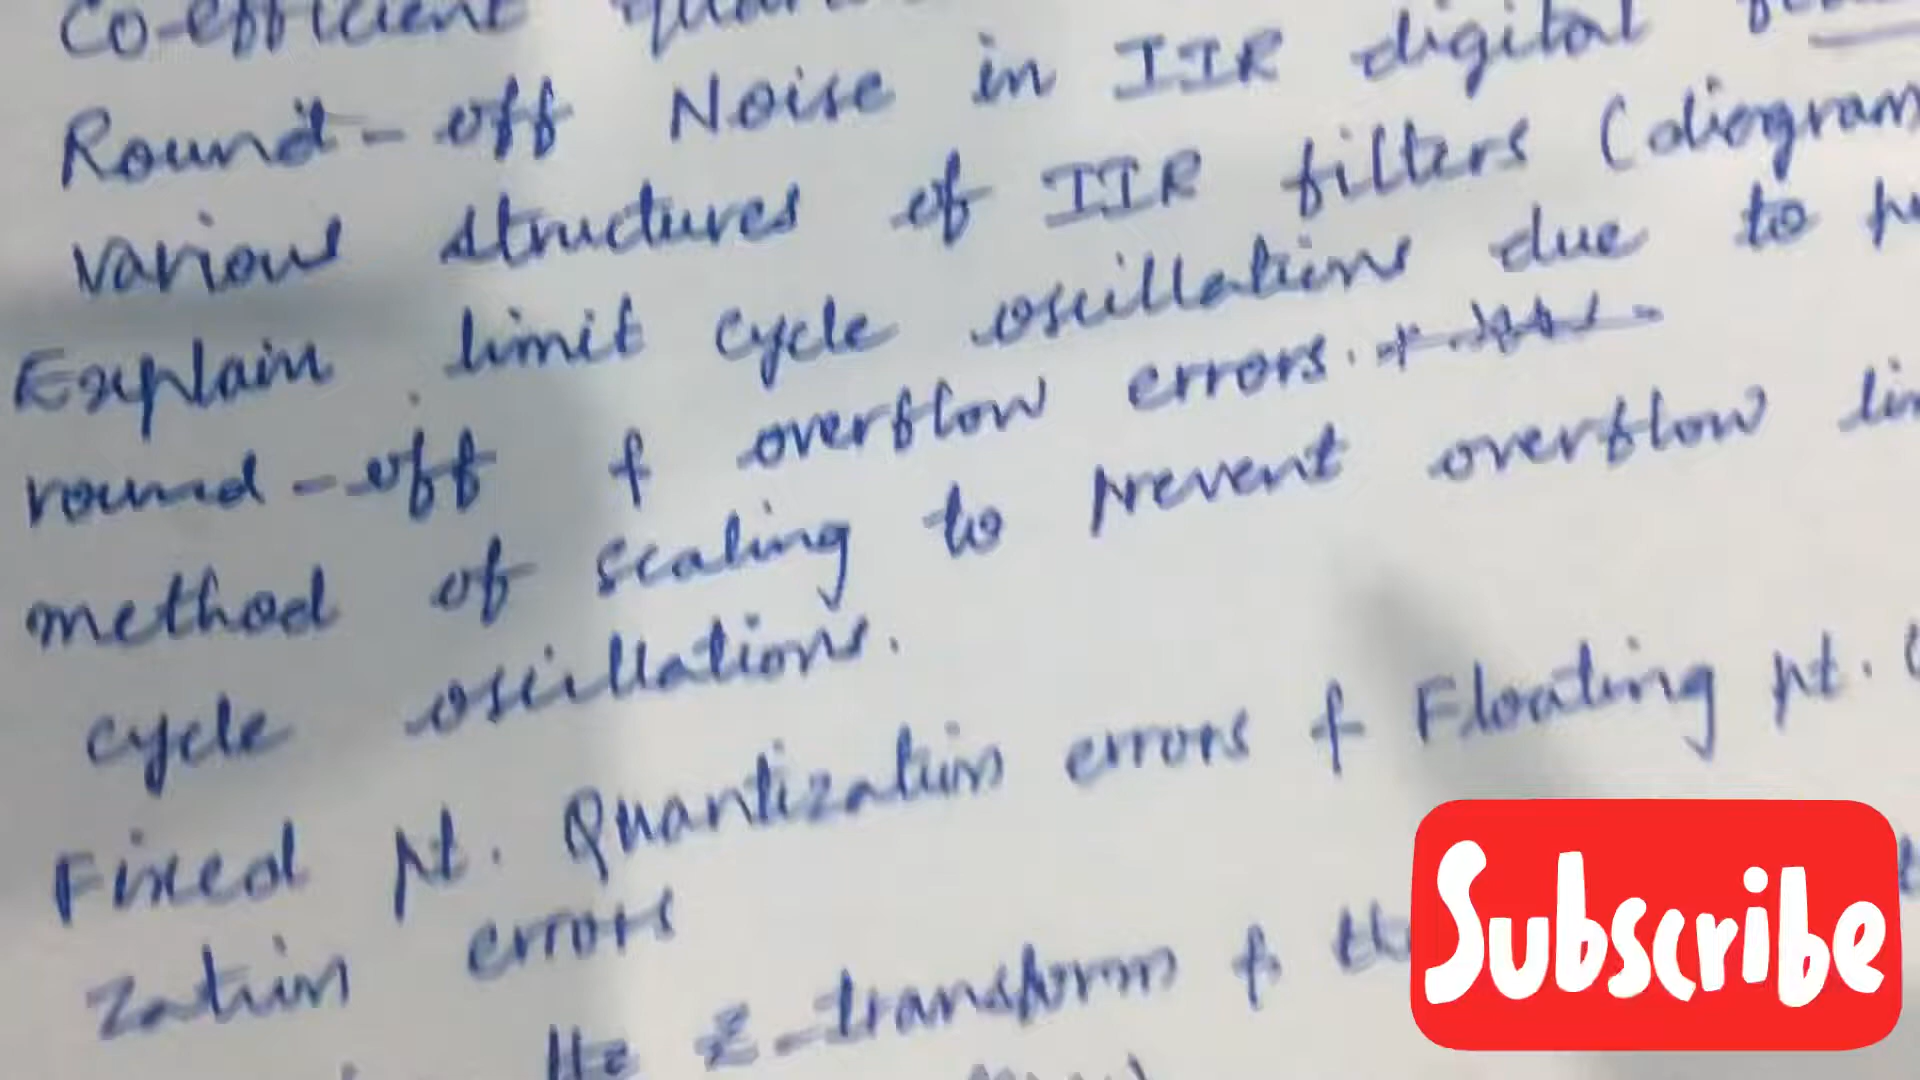 Co-efficient
Round-off Noise in IIR digital
various structures of IIR filters (diagram
Explain limit cycle oscillations due to
round-off & overflow errors.
method of scaling to prevent overflow
cycle oscillations.
Fixed pt. Quantization errors & Floating pt.
zation errors
z-transform &
Subscribe